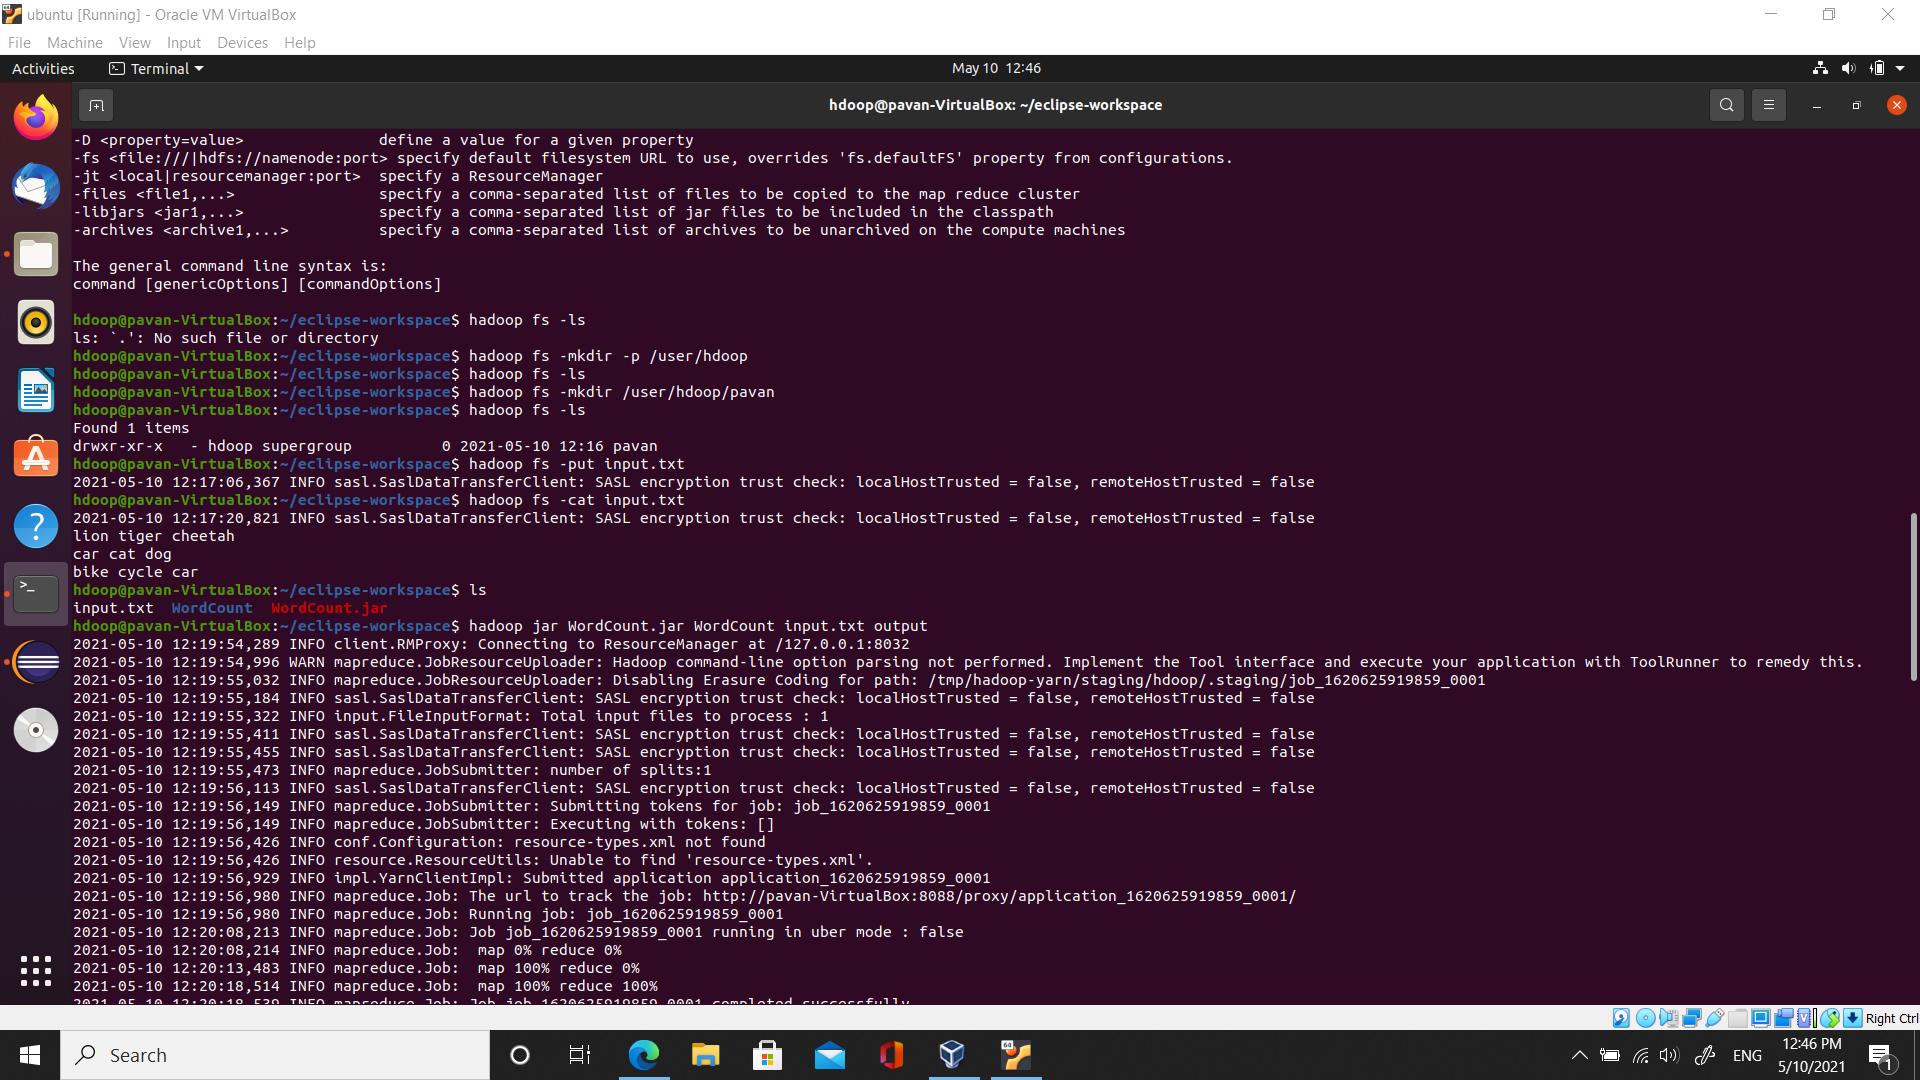 ubuntu [Running] - Oracle VM VirtualBox
File Machine View Input Devices Help
Activities Terminal May 10 12:46
hdoop@pavan-VirtualBox: ~/eclipse-workspace
-D <property=value> define a value for a given property
-fs <file:///|hdfs://namenode:port> specify default filesystem URL to use, overrides 'fs.defaultFS' property from configurations.
-jt <local|resourcemanager:port> specify a ResourceManager
-files <file1,...> specify a comma-separated list of files to be copied to the map reduce cluster
-libjars <jar1,...> specify a comma-separated list of jar files to be included in the classpath
-archives <archive1,...> specify a comma-separated list of archives to be unarchived on the compute machines
The general command line syntax is:
command [genericOptions] [commandOptions]
hdoop@pavan-VirtualBox:~/eclipse-workspace$ hadoop fs -ls
ls: `.': No such file or directory
hdoop@pavan-VirtualBox:~/eclipse-workspace$ hadoop fs -mkdir -p /user/hdoop
hdoop@pavan-VirtualBox:~/eclipse-workspace$ hadoop fs -ls
hdoop@pavan-VirtualBox:~/eclipse-workspace$ hadoop fs -mkdir /user/hdoop/pavan
hdoop@pavan-VirtualBox:~/eclipse-workspace$ hadoop fs -ls
Found 1 items
drwxr-xr-x - hdoop supergroup 0 2021-05-10 12:16 pavan
hdoop@pavan-VirtualBox:~/eclipse-workspace$ hadoop fs -put input.txt
2021-05-10 12:17:06,367 INFO sasl.SaslDataTransferClient: SASL encryption trust check: localHostTrusted = false, remoteHostTrusted = false
hdoop@pavan-VirtualBox:~/eclipse-workspace$ hadoop fs -cat input.txt
2021-05-10 12:17:20,821 INFO sasl.SaslDataTransferClient: SASL encryption trust check: localHostTrusted = false, remoteHostTrusted = false
lion tiger cheetah
car cat dog
bike cycle car
hdoop@pavan-VirtualBox:~/eclipse-workspace$ ls
input.txt WordCount WordCount.jar
hdoop@pavan-VirtualBox:~/eclipse-workspace$ hadoop jar WordCount.jar WordCount input.txt output
2021-05-10 12:19:54,289 INFO client.RMProxy: Connecting to ResourceManager at /127.0.0.1:8032
2021-05-10 12:19:54,996 WARN mapreduce.JobResourceUploader: Hadoop command-line option parsing not performed. Implement the Tool interface and execute your application with ToolRunner to remedy this.
2021-05-10 12:19:55,032 INFO mapreduce.JobResourceUploader: Disabling Erasure Coding for path: /tmp/hadoop-yarn/staging/hdoop/.staging/job_1620625919859_0001
2021-05-10 12:19:55,184 INFO sasl.SaslDataTransferClient: SASL encryption trust check: localHostTrusted = false, remoteHostTrusted = false
2021-05-10 12:19:55,322 INFO input.FileInputFormat: Total input files to process : 1
2021-05-10 12:19:55,411 INFO sasl.SaslDataTransferClient: SASL encryption trust check: localHostTrusted = false, remoteHostTrusted = false
2021-05-10 12:19:55,455 INFO sasl.SaslDataTransferClient: SASL encryption trust check: localHostTrusted = false, remoteHostTrusted = false
2021-05-10 12:19:55,473 INFO mapreduce.JobSubmitter: number of splits:1
2021-05-10 12:19:56,113 INFO sasl.SaslDataTransferClient: SASL encryption trust check: localHostTrusted = false, remoteHostTrusted = false
2021-05-10 12:19:56,149 INFO mapreduce.JobSubmitter: Submitting tokens for job: job_1620625919859_0001
2021-05-10 12:19:56,149 INFO mapreduce.JobSubmitter: Executing with tokens: []
2021-05-10 12:19:56,426 INFO conf.Configuration: resource-types.xml not found
2021-05-10 12:19:56,426 INFO resource.ResourceUtils: Unable to find 'resource-types.xml'.
2021-05-10 12:19:56,929 INFO impl.YarnClientImpl: Submitted application application_1620625919859_0001
2021-05-10 12:19:56,980 INFO mapreduce.Job: The url to track the job: http://pavan-VirtualBox:8088/proxy/application_1620625919859_0001/
2021-05-10 12:19:56,980 INFO mapreduce.Job: Running job: job_1620625919859_0001
2021-05-10 12:20:08,213 INFO mapreduce.Job: Job job_1620625919859_0001 running in uber mode : false
2021-05-10 12:20:08,214 INFO mapreduce.Job: map 0% reduce 0%
2021-05-10 12:20:13,483 INFO mapreduce.Job: map 100% reduce 0%
2021-05-10 12:20:18,514 INFO mapreduce.Job: map 100% reduce 100%
2021-05-10 12:20:18,539 INFO mapreduce.Job: Job job_1620625919859_0001 completed successfully
Right Ctrl
Search
ENG
12:46 PM
5/10/2021
1